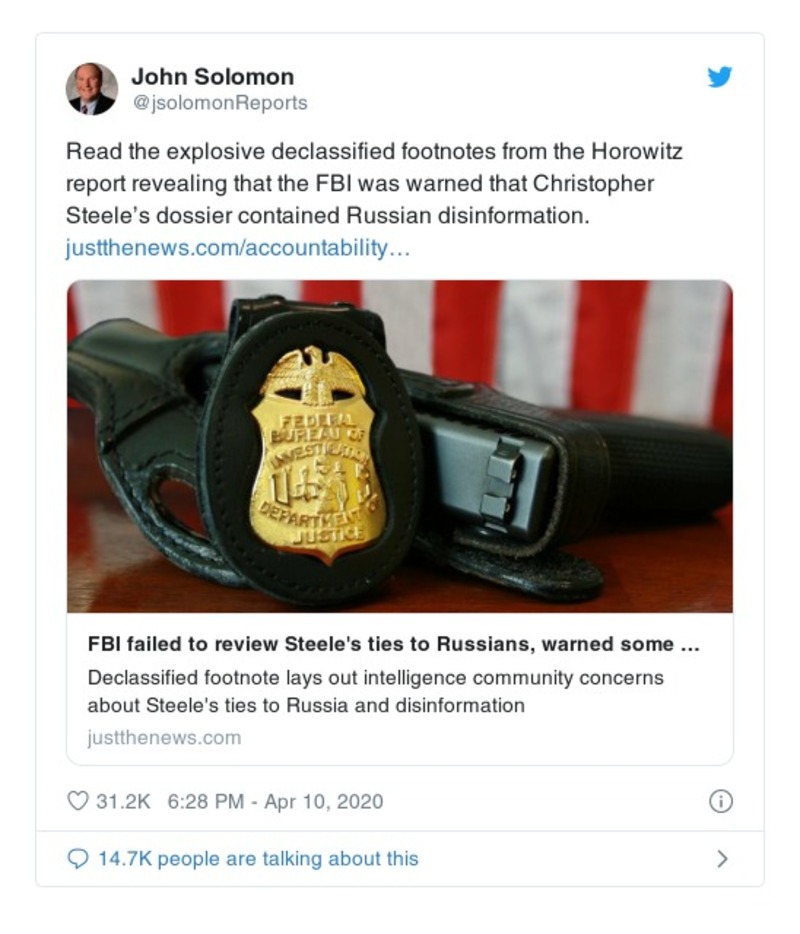 John Solomon
@jsolomonReports
Read the explosive declassified footnotes from the Horowitz
report revealing that the FBI was warned that Christopher
Steele’s dossier contained Russian disinformation.
justthenews.com/accountability…
FEDERAL
BUREAU OF
INVESTIGATION
U S
DEPARTMENT OF
JUSTICE
FBI failed to review Steele's ties to Russians, warned some ...
Declassified footnote lays out intelligence community concerns
about Steele's ties to Russia and disinformation
justthenews.com
31.2K 6:28 PM - Apr 10, 2020
14.7K people are talking about this